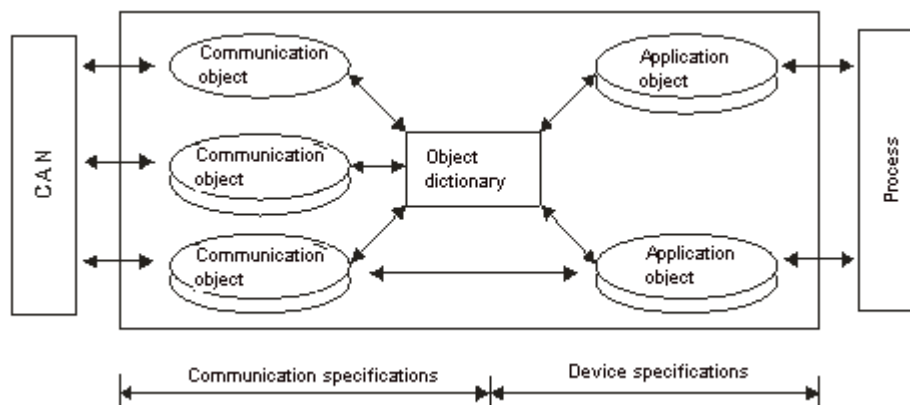 CAN
Communication
object
Communication
object
Communication
object
Object
dictionary
Application
object
Application
object
Process
Communication specifications
Device specifications